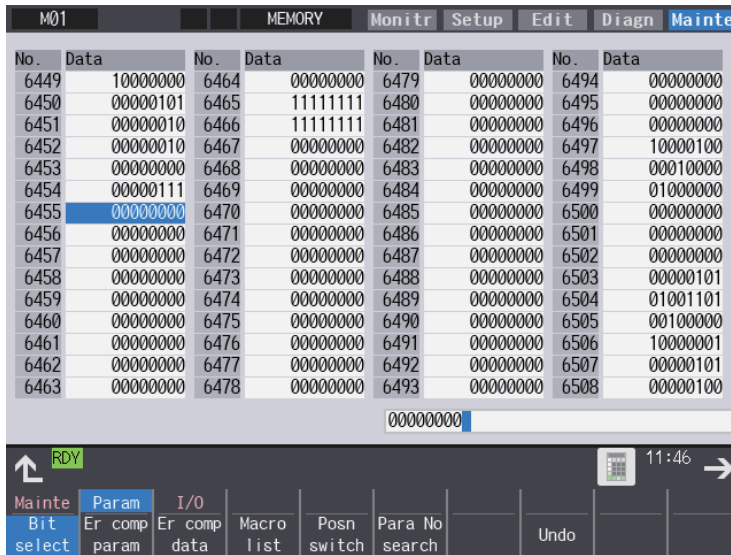 M01 MEMORY Monitr Setup Edit Diagn Mainte
No. Data No. Data No. Data No. Data
6449 10000000 6464 00000000 6479 00000000 6494 00000000
6450 00000101 6465 11111111 6480 00000000 6495 00000000
6451 00000010 6466 11111111 6481 00000000 6496 00000000
6452 00000010 6467 00000000 6482 00000000 6497 10000100
6453 00000000 6468 00000000 6483 00000000 6498 00010000
6454 00000111 6469 00000000 6484 00000000 6499 01000000
6455 00000000 6470 00000000 6485 00000000 6500 00000000
6456 00000000 6471 00000000 6486 00000000 6501 00000000
6457 00000000 6472 00000000 6487 00000000 6502 00000000
6458 00000000 6473 00000000 6488 00000000 6503 00000101
6459 00000000 6474 00000000 6489 00000000 6504 01001101
6460 00000000 6475 00000000 6490 00000000 6505 00100000
6461 00000000 6476 00000000 6491 00000000 6506 10000001
6462 00000000 6477 00000000 6492 00000000 6507 00000101
6463 00000000 6478 00000000 6493 00000000 6508 00000100
00000000
RDY 11:46
Mainte Param I/O
Bit Er comp Er comp Macro Posn Para No Undo
select param data list switch search